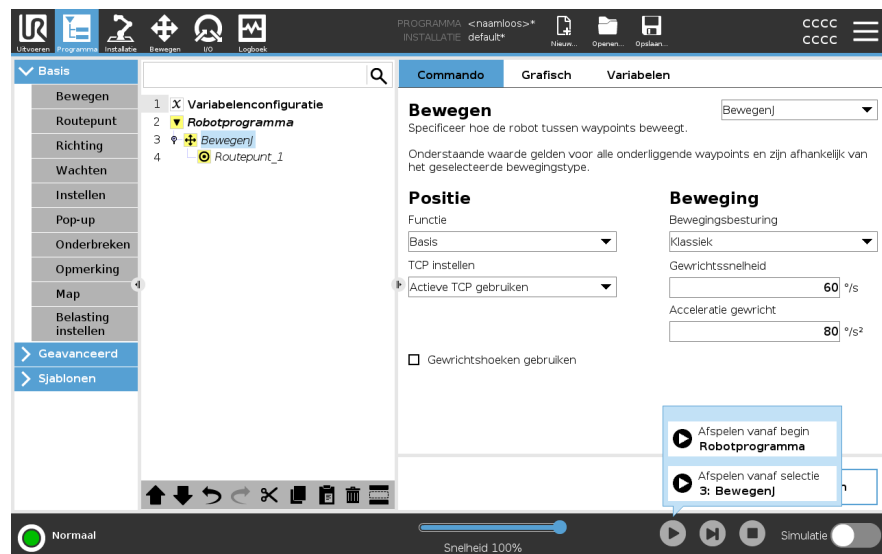 PROGRAMMA <naamloos>*
INSTALLATIE default*
CCCC
CCCC
Uitvoeren
Programma
Installatie
Bewegen
I/O
Logboek
Nieuw...
Openen...
Opslaan...
Basis
Bewegen
Routepunt
Richting
Wachten
Instellen
Pop-up
Onderbreken
Opmerking
Map
Belasting
instellen
Geavanceerd
Sjablonen
1 X Variabelenconfiguratie
2 Robotprogramma
3 BewegenJ
4 Routepunt_1
Commando Grafisch Variabelen
Bewegen
BewegenJ
Specificeer hoe de robot tussen waypoints beweegt.
Onderstaande waarde gelden voor alle onderliggende waypoints en zijn afhankelijk van
het geselecteerde bewegingstype.
Positie
Functie
Basis
TCP instellen
Actieve TCP gebruiken
Gewrichtshoeken gebruiken
Beweging
Bewegingsbesturing
Klassiek
Gewrichtssnelheid
60 °/s
Acceleratie gewricht
80 °/s²
Afspelen vanaf begin
Robotprogramma
Afspelen vanaf selectie
3: BewegenJ
Normaal
Snelheid 100%
Simulatie